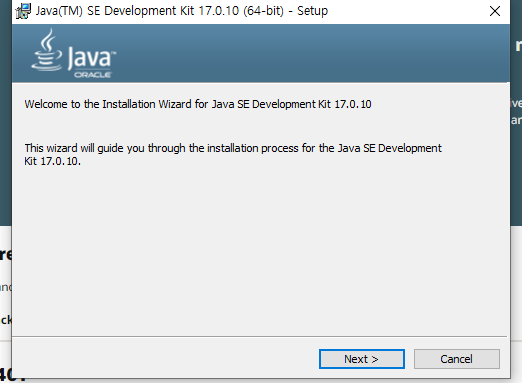 Java(TM) SE Development Kit 17.0.10 (64-bit) - Setup
Java™
ORACLE
Welcome to the Installation Wizard for Java SE Development Kit 17.0.10
This wizard will guide you through the installation process for the Java SE Development
Kit 17.0.10.
Next >
Cancel